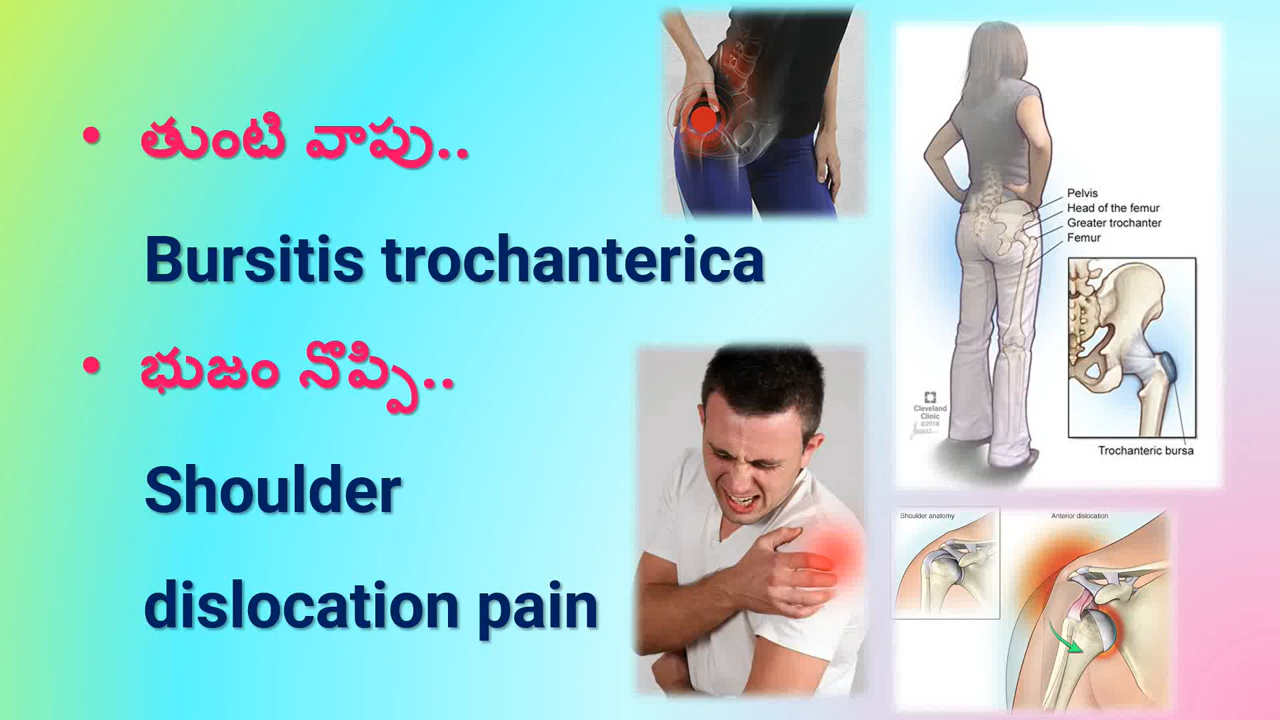 • తుంటి వాపు..
Bursitis trochanterica
• భుజం నొప్పి..
Shoulder
dislocation pain
Pelvis
Head of the femur
Greater trochanter
Femur
Cleveland
Clinic
©2018
Trochanteric bursa
Shoulder anatomy
Anterior dislocation